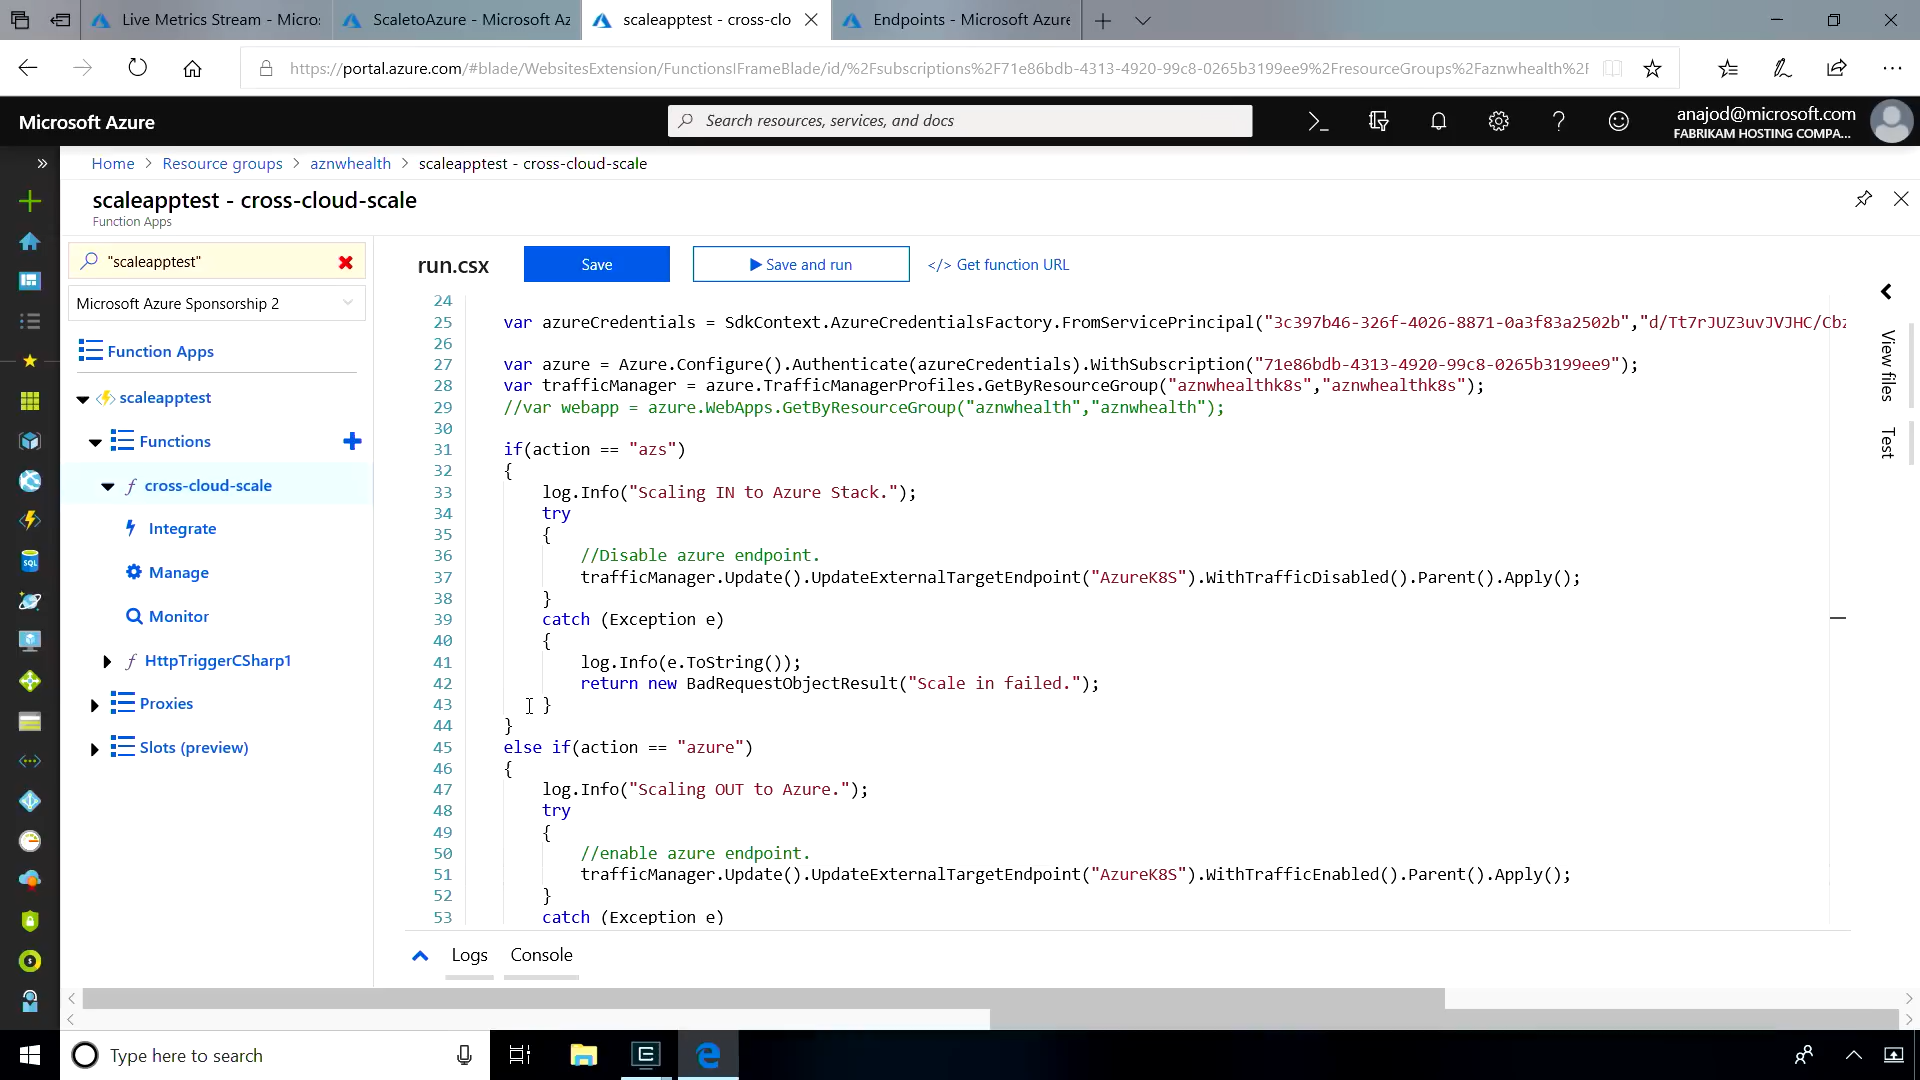 Live Metrics Stream - Micro:
ScaletoAzure - Microsoft Az
scaleapptest - cross-clo
Endpoints - Microsoft Azure
https://portal.azure.com/#blade/WebsitesExtension/FunctionsIFrameBlade/id/%2Fsubscriptions%2F71e86bdb-4313-4920-99c8-0265b3199ee9%2FresourceGroups%2Faznwhealth%2F
Microsoft Azure
Search resources, services, and docs
anajod@microsoft.com
FABRIKAM HOSTING COMPA...
Home > Resource groups > aznwhealth > scaleapptest - cross-cloud-scale
scaleapptest - cross-cloud-scale
Function Apps
"scaleapptest"
Microsoft Azure Sponsorship 2
Function Apps
scaleapptest
Functions
cross-cloud-scale
Integrate
Manage
Monitor
HttpTriggerCSharp1
Proxies
Slots (preview)
run.csx
Save
Save and run
</> Get function URL
24
25 var azureCredentials = SdkContext.AzureCredentialsFactory.FromServicePrincipal("3c397b46-326f-4026-8871-0a3f83a2502b","d/Tt7rJUZ3uvJVJHC/Cbz
26
27 var azure = Azure.Configure().Authenticate(azureCredentials).WithSubscription("71e86bdb-4313-4920-99c8-0265b3199ee9");
28 var trafficManager = azure.TrafficManagerProfiles.GetByResourceGroup("aznwhealthk8s","aznwhealthk8s");
29 //var webapp = azure.WebApps.GetByResourceGroup("aznwhealth","aznwhealth");
30
31 if(action == "azs")
32 {
33 log.Info("Scaling IN to Azure Stack.");
34 try
35 {
36 //Disable azure endpoint.
37 trafficManager.Update().UpdateExternalTargetEndpoint("AzureK8S").WithTrafficDisabled().Parent().Apply();
38 }
39 catch (Exception e)
40 {
41 log.Info(e.ToString());
42 return new BadRequestObjectResult("Scale in failed.");
43 }
44 }
45 else if(action == "azure")
46 {
47 log.Info("Scaling OUT to Azure.");
48 try
49 {
50 //enable azure endpoint.
51 trafficManager.Update().UpdateExternalTargetEndpoint("AzureK8S").WithTrafficEnabled().Parent().Apply();
52 }
53 catch (Exception e)
View files
Test
Logs
Console
Type here to search